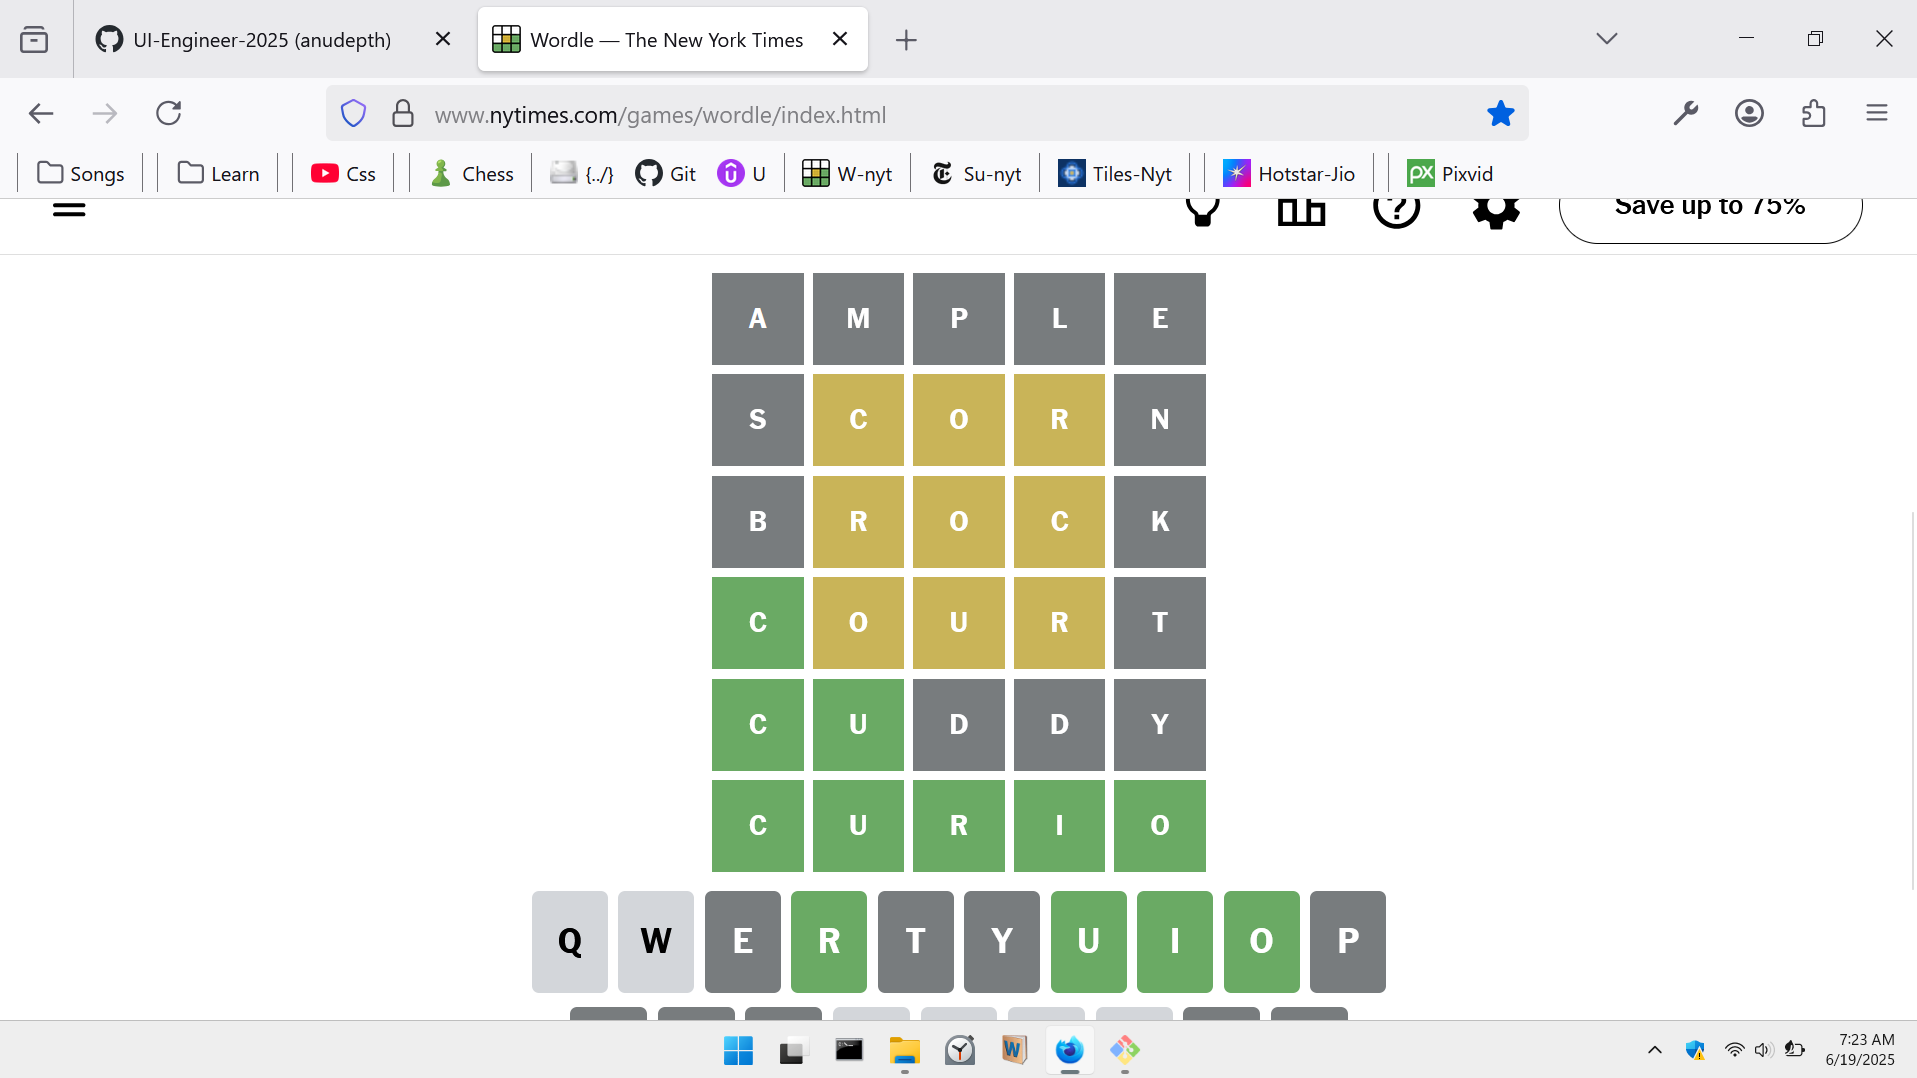 UI-Engineer-2025 (anudepth)
Wordle — The New York Times
www.nytimes.com/games/wordle/index.html
Songs Learn Css Chess {../} Git U W-nyt Su-nyt Tiles-Nyt Hotstar-Jio PX Pixvid
Save up to 75%
A M P L E
S C O R N
B R O C K
C O U R T
C U D D Y
C U R I O
Q W E R T Y U I O P
7:23 AM
6/19/2025